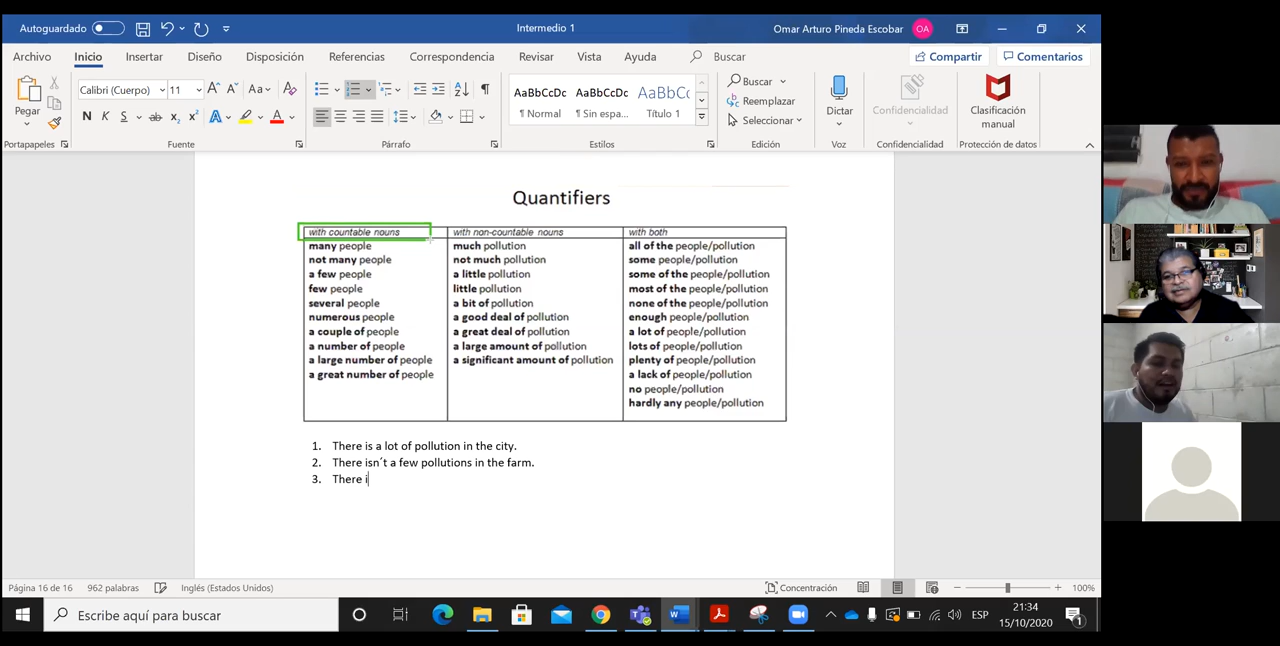 Autoguardado
Intermedio 1
Omar Arturo Pineda Escobar
OA
Archivo Inicio Insertar Diseño Disposición Referencias Correspondencia Revisar Vista Ayuda Buscar Compartir Comentarios
Pegar
Calibri (Cuerpo) 11
N K S ab x₂ x²
AaBbCcDc AaBbCcDc AaBbCc
¶ Normal ¶ Sin espa... Título 1
Buscar
Reemplazar
Seleccionar
Dictar
Confidencialidad
Clasificación
manual
Portapapeles Fuente Párrafo Estilos Edición Voz Confidencialidad Protección de datos
Quantifiers
with countable nouns with non-countable nouns with both
many people much pollution all of the people/pollution
not many people not much pollution some people/pollution
a few people a little pollution some of the people/pollution
few people little pollution most of the people/pollution
several people a bit of pollution none of the people/pollution
numerous people a good deal of pollution enough people/pollution
a couple of people a great deal of pollution a lot of people/pollution
a number of people a large amount of pollution lots of people/pollution
a large number of people a significant amount of pollution plenty of people/pollution
a great number of people a lack of people/pollution
no people/pollution
hardly any people/pollution
1. There is a lot of pollution in the city.
2. There isn´t a few pollutions in the farm.
3. There i
Página 16 de 16 962 palabras Inglés (Estados Unidos) Concentración 100%
Escribe aquí para buscar
ESP
21:34
15/10/2020
1